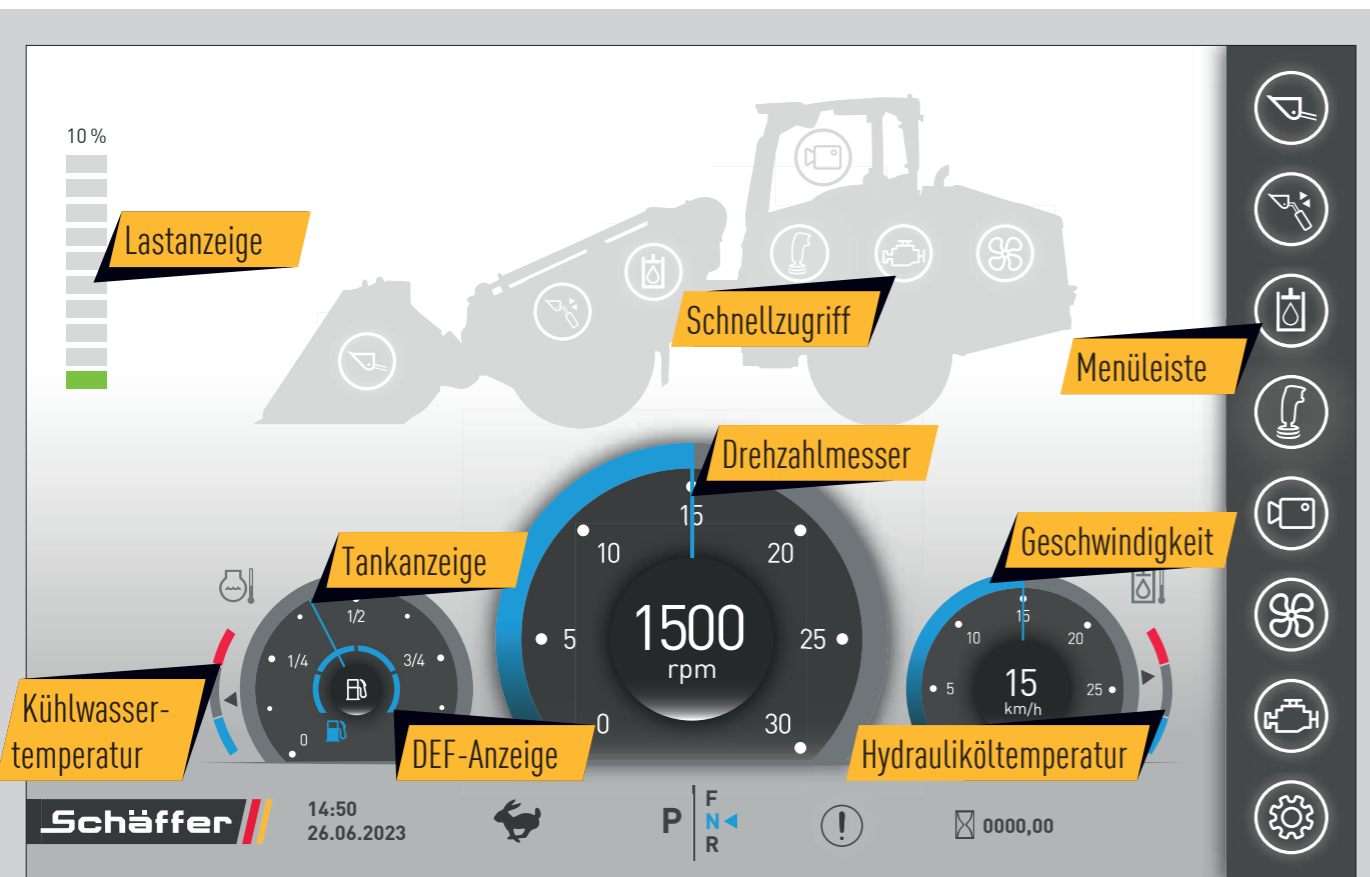 10 %
Lastanzeige
Schnellzugriff
Menüleiste
Drehzahlmesser
Geschwindigkeit
Tankanzeige
Kühlwasser-
temperatur
DEF-Anzeige
Hydrauliköltemperatur
0
1/4
1/2
3/4
0
5
10
15
20
25
30
1500
rpm
5
10
15
20
25
15
km/h
Schäffer
14:50
26.06.2023
P
F
N
R
!
0000,00